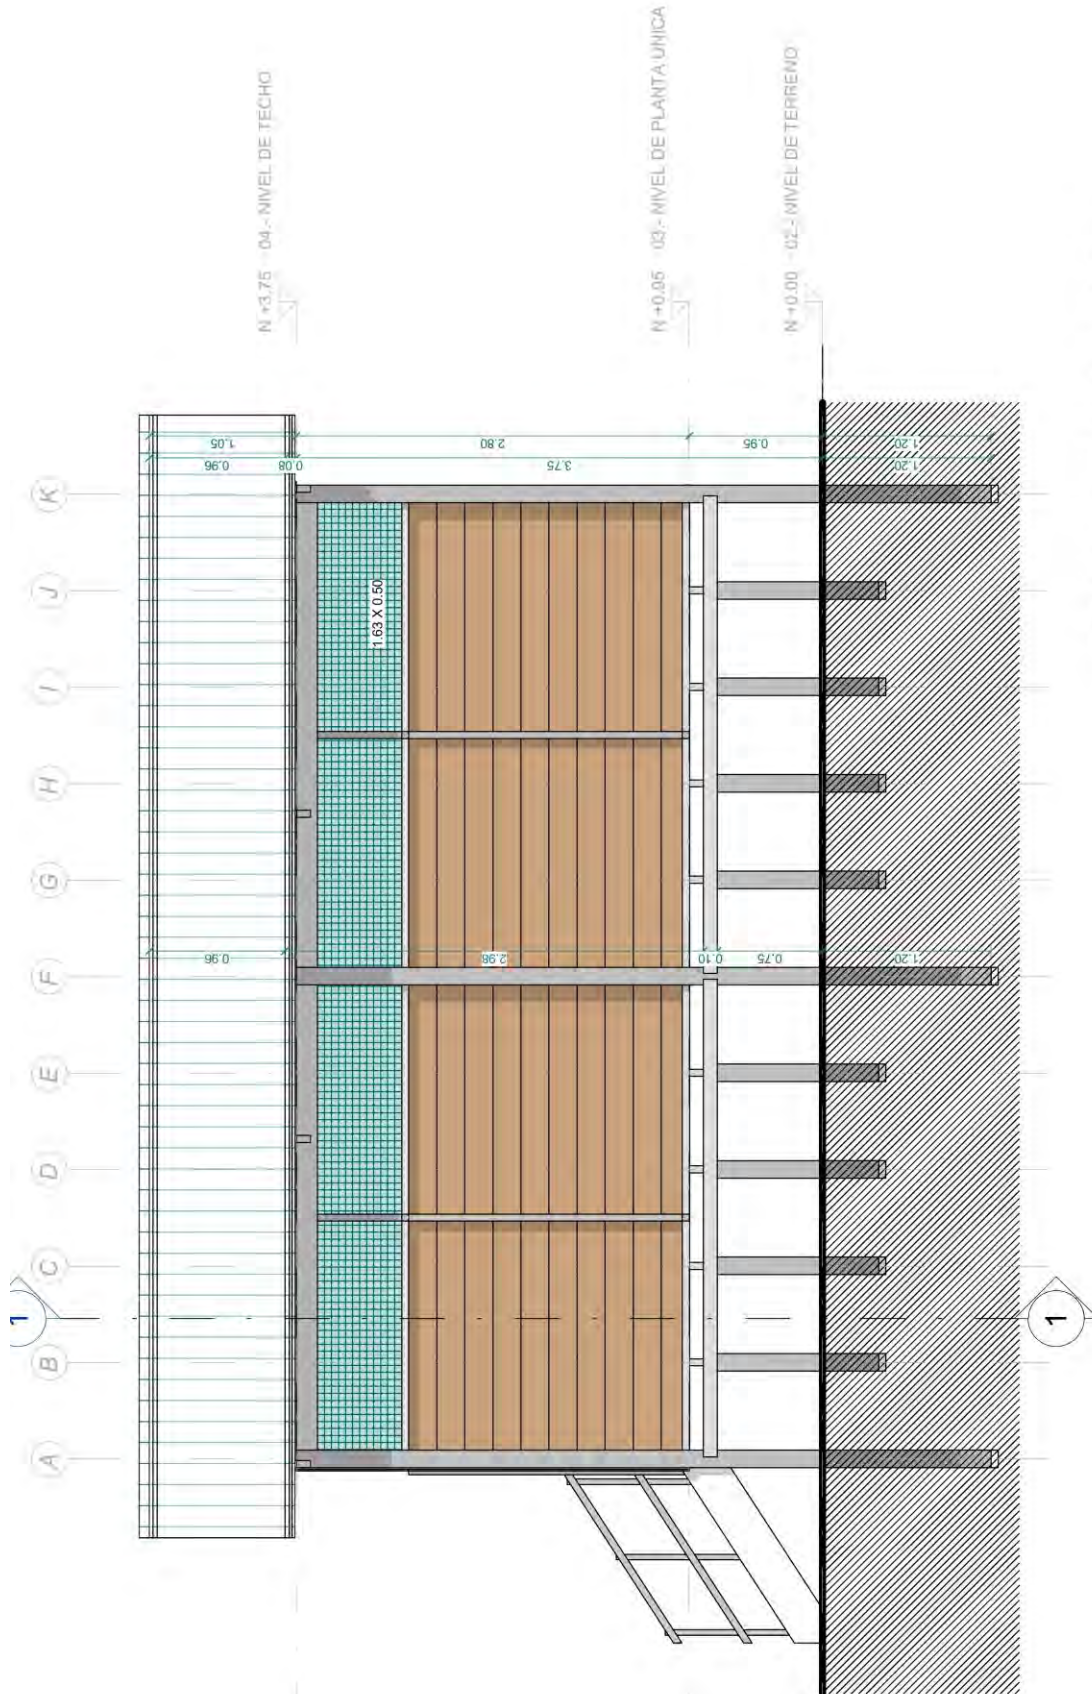 N +3.75 - 04.- NIVEL DE TECHO
N +0.95 - 03.- NIVEL DE PLANTA UNICA
N +0.00 - 02.- NIVEL DE TERRENO
K
J
I
H
G
F
E
D
C
B
A
1.05
2.80
0.95
1.20
0.96
0.08
3.75
1.20
1.63 X 0.50
0.96
2.98
0.10
0.75
1.20
1
1